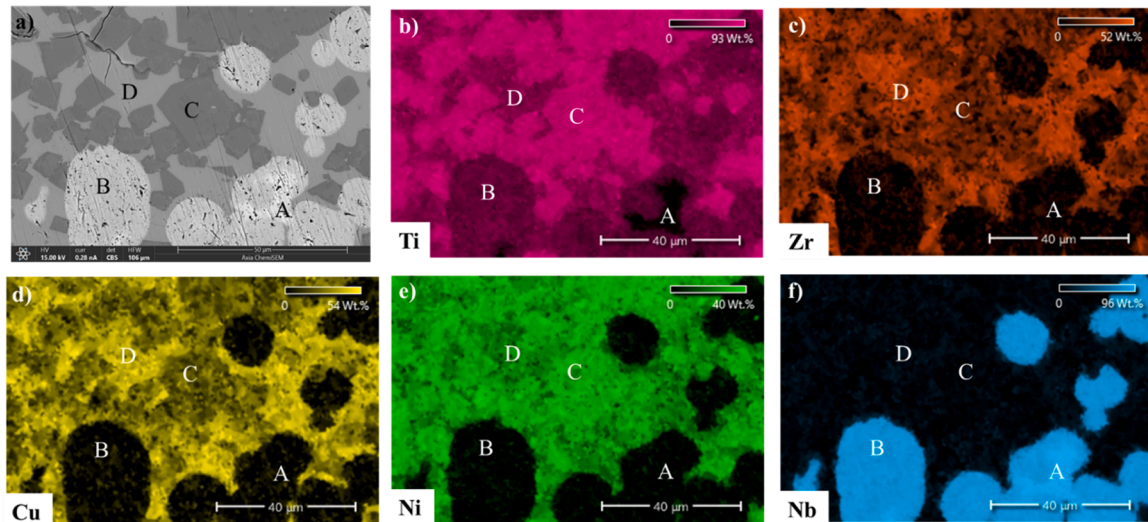 a)
D
C
B
A
HV cur det HFW
15.00 kV 0.28 nA CBS 106 μm
50 μm
Axia ChemiSEM
b)
0 93 Wt.%
D
C
B
A
Ti
40 μm
c)
0 52 Wt.%
D
C
B
A
Zr
40 μm
d)
0 54 Wt.%
D
C
B
A
Cu
40 μm
e)
0 40 Wt.%
D
C
B
A
Ni
40 μm
f)
0 96 Wt.%
D
C
B
A
Nb
40 μm